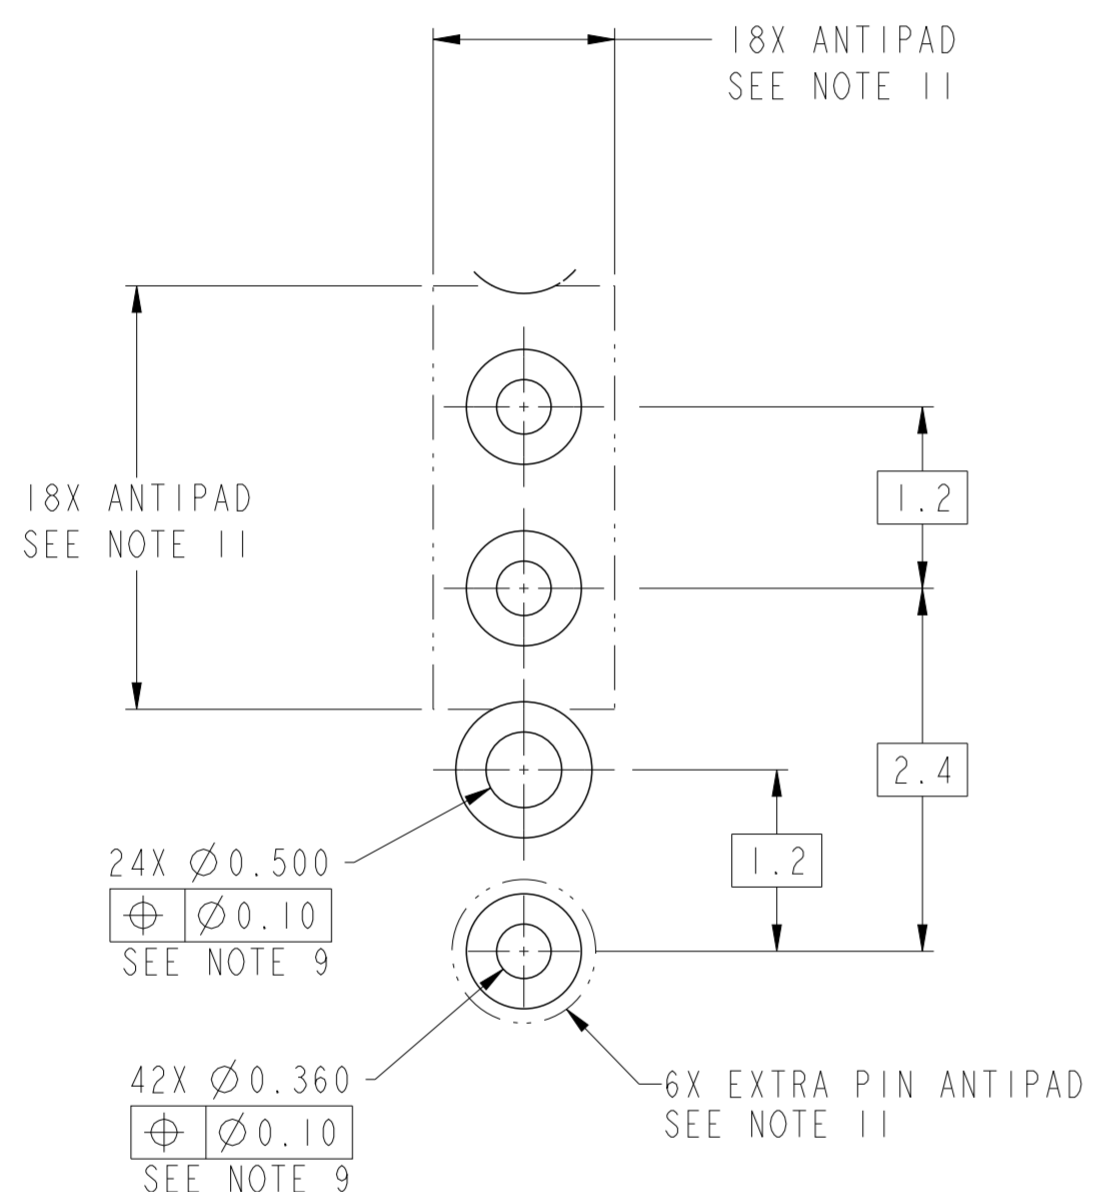 18X ANTIPAD
SEE NOTE 11
18X ANTIPAD
SEE NOTE 11
1.2
2.4
1.2
24X Ø0.500
⌖ Ø0.10
SEE NOTE 9
42X Ø0.360
⌖ Ø0.10
SEE NOTE 9
6X EXTRA PIN ANTIPAD
SEE NOTE 11